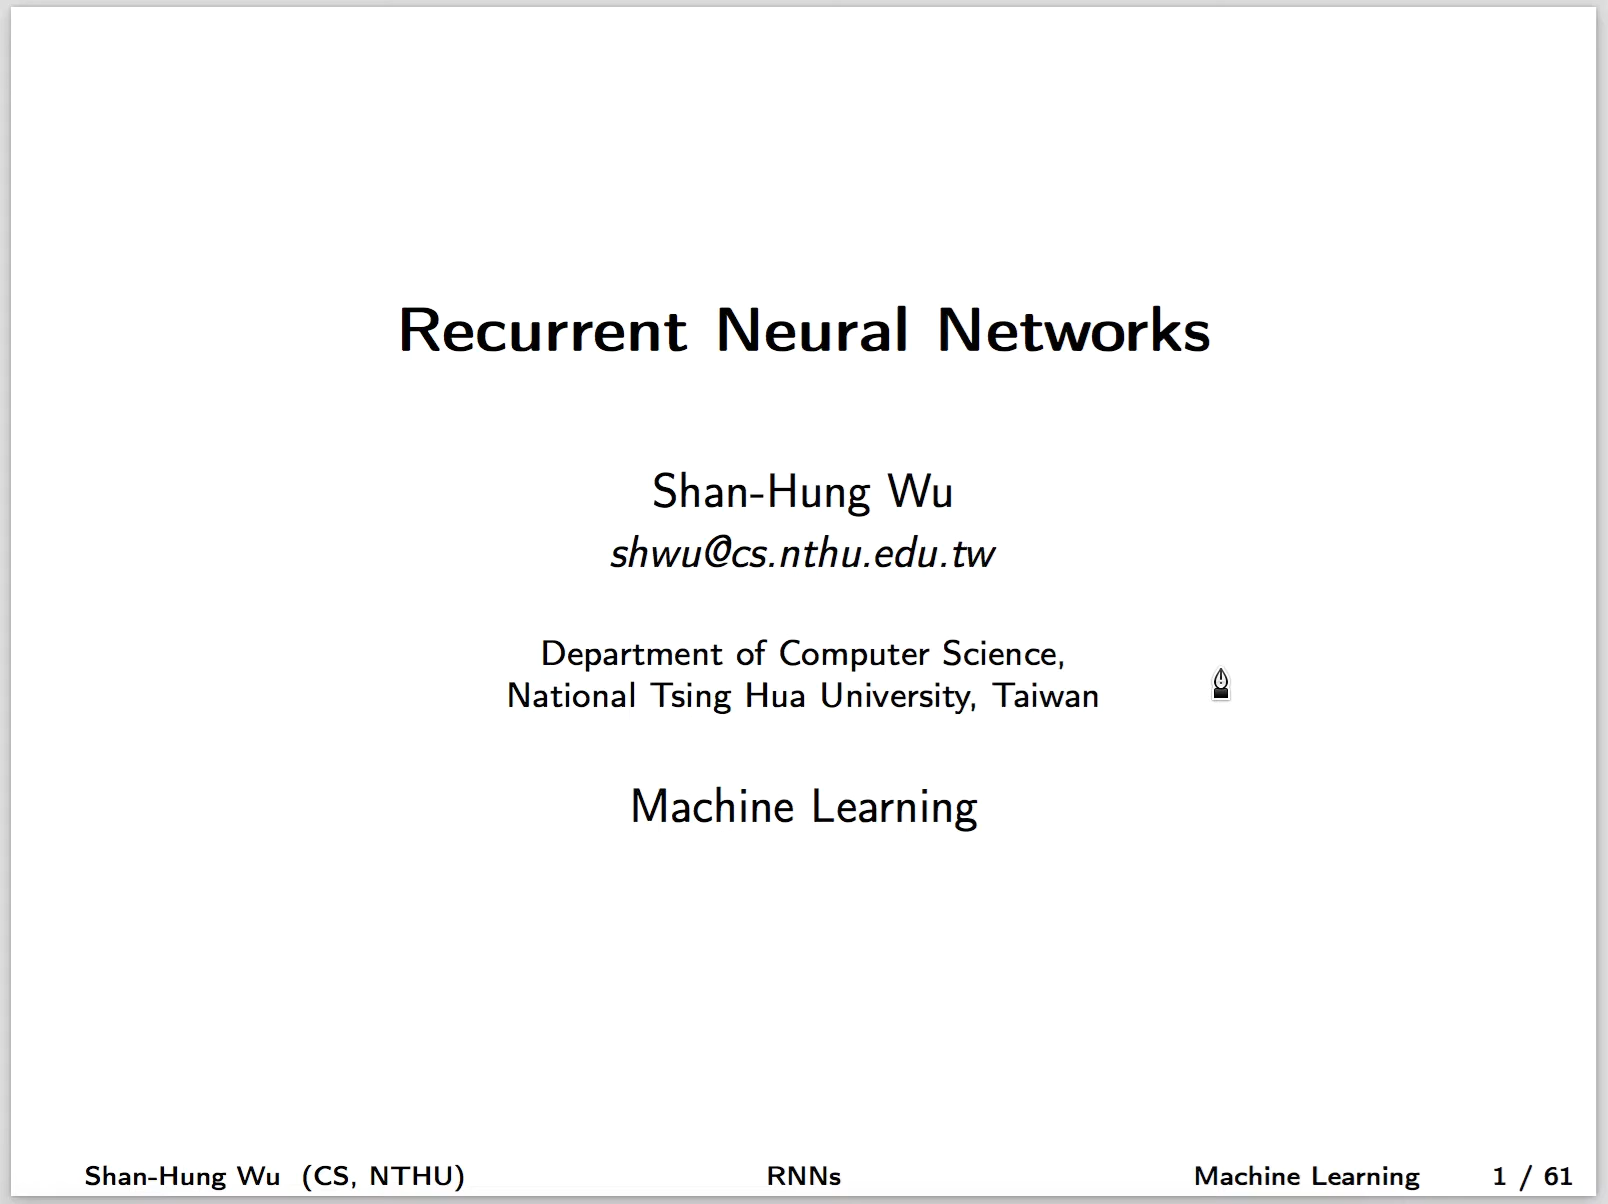 Recurrent Neural Networks
Shan-Hung Wu
shwu@cs.nthu.edu.tw
Department of Computer Science,
National Tsing Hua University, Taiwan
Machine Learning
Shan-Hung Wu (CS, NTHU) RNNs Machine Learning 1 / 61